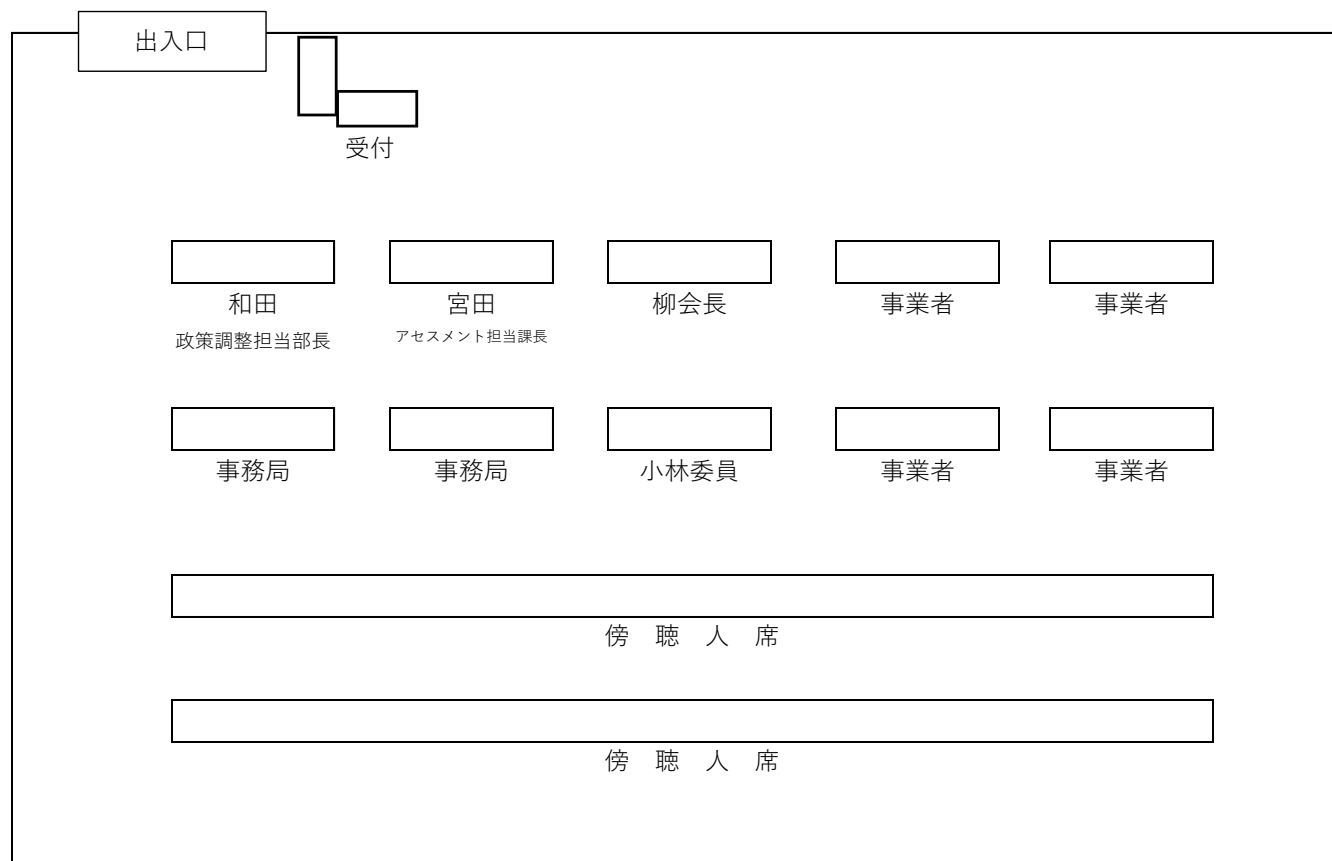 出入口
受付
和田 宮田 柳会長 事業者 事業者
政策調整担当部長 アセスメント担当課長
事務局 事務局 小林委員 事業者 事業者
傍 聴 人 席
傍 聴 人 席